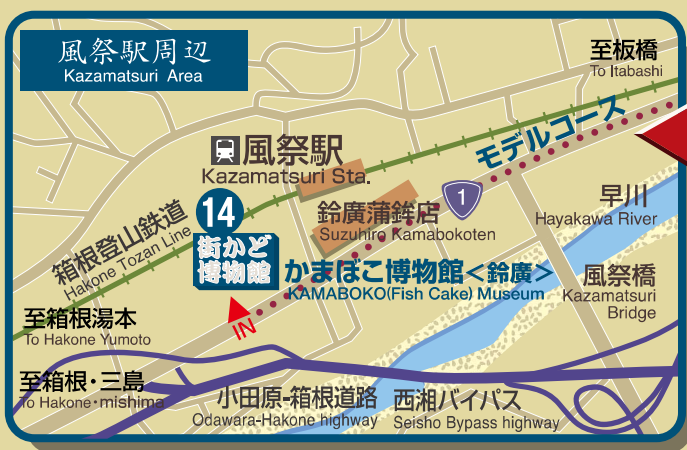 風祭駅周辺
Kazamatsuri Area
至板橋
To Itabashi
モデルコース
風祭駅
Kazamatsuri Sta.
14
街かど
博物館
1
鈴廣蒲鉾店
Suzuhiro Kamabokoten
早川
Hayakawa River
箱根登山鉄道
Hakone Tozan Line
かまぼこ博物館<鈴廣>
KAMABOKO(Fish Cake) Museum
風祭橋
Kazamatsuri
Bridge
IN
至箱根湯本
To Hakone Yumoto
至箱根・三島
To Hakone・mishima
小田原-箱根道路
Odawara-Hakone highway
西湘バイパス
Seisho Bypass highway